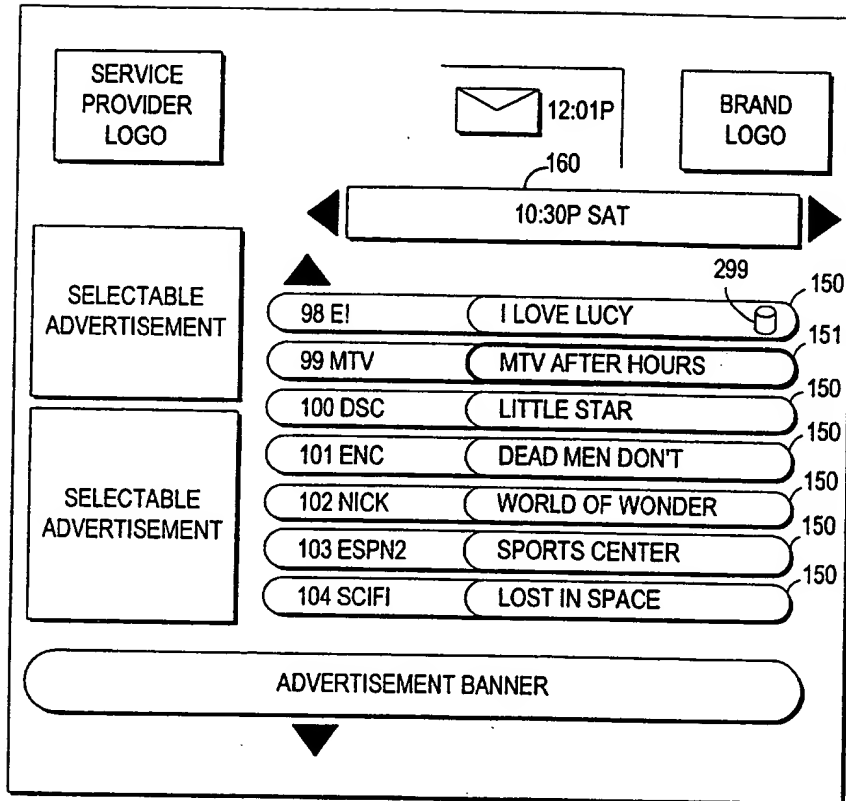 SERVICE
PROVIDER
LOGO
12:01P
BRAND
LOGO
160
10:30P SAT
299
SELECTABLE
ADVERTISEMENT
98 E! I LOVE LUCY 150
99 MTV MTV AFTER HOURS 151
100 DSC LITTLE STAR 150
101 ENC DEAD MEN DON'T 150
102 NICK WORLD OF WONDER 150
103 ESPN2 SPORTS CENTER 150
104 SCIFI LOST IN SPACE 150
SELECTABLE
ADVERTISEMENT
ADVERTISEMENT BANNER